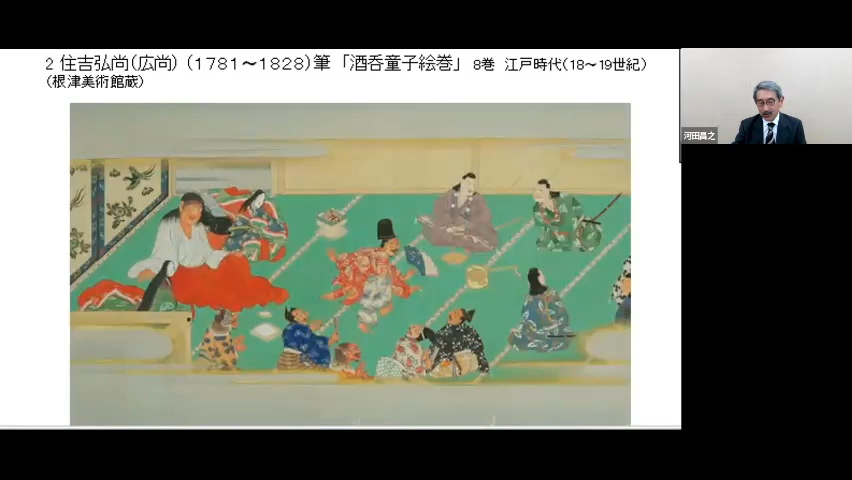 2 住吉弘尚(広尚) (1781～1828)筆 「酒呑童子絵巻」 8巻 江戸時代(18～19世紀)
(根津美術館蔵)
河田昌之